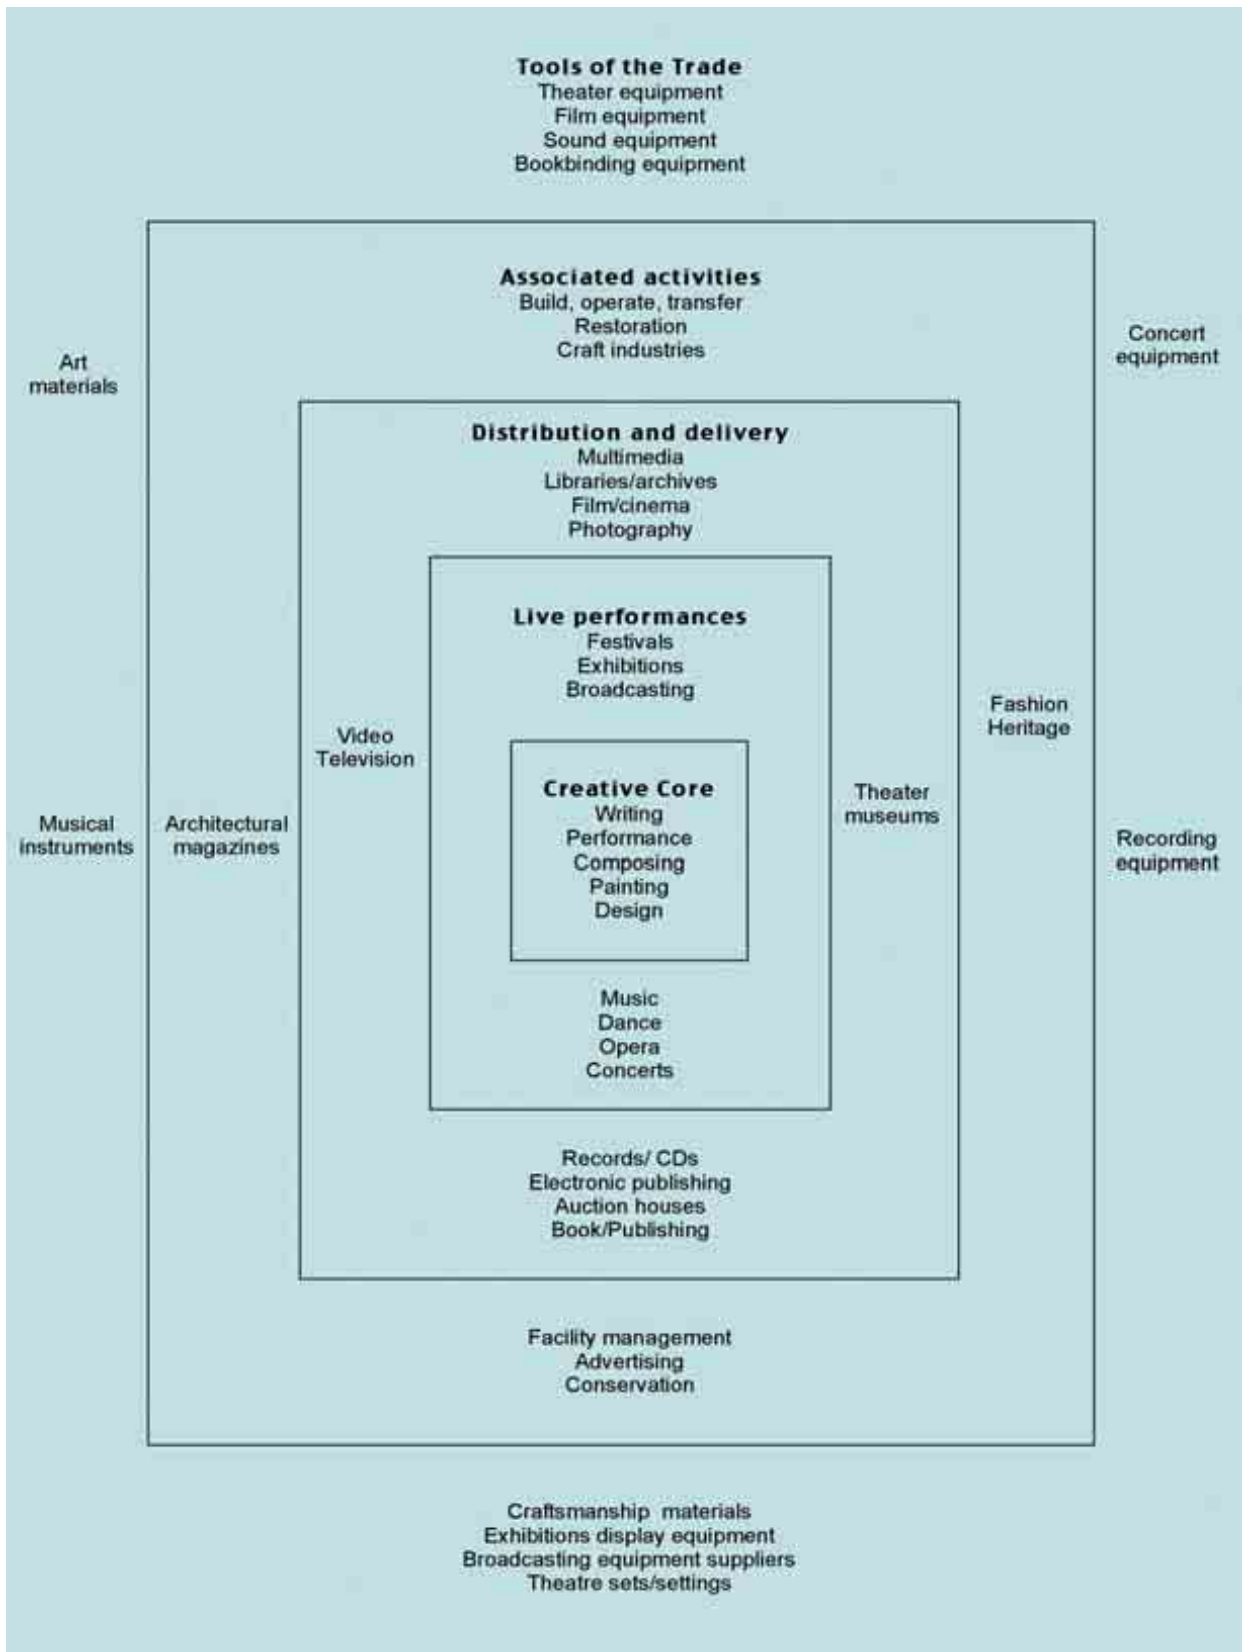 Tools of the Trade
Theater equipment
Film equipment
Sound equipment
Bookbinding equipment
Associated activities
Build, operate, transfer
Restoration
Craft industries
Art
materials
Concert
equipment
Distribution and delivery
Multimedia
Libraries/archives
Film/cinema
Photography
Live performances
Festivals
Exhibitions
Broadcasting
Video
Television
Fashion
Heritage
Creative Core
Writing
Performance
Composing
Painting
Design
Theater
museums
Musical
instruments
Architectural
magazines
Recording
equipment
Music
Dance
Opera
Concerts
Records/ CDs
Electronic publishing
Auction houses
Book/Publishing
Facility management
Advertising
Conservation
Craftsmanship materials
Exhibitions display equipment
Broadcasting equipment suppliers
Theatre sets/settings